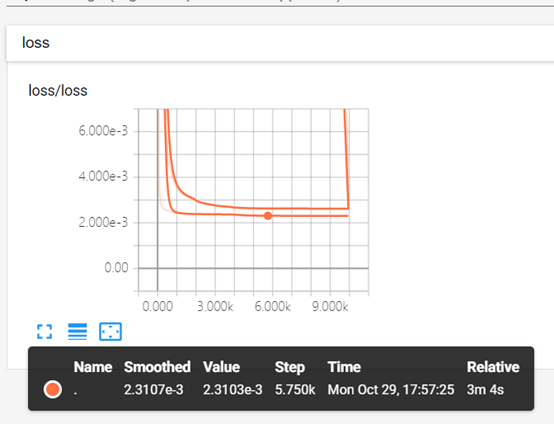 loss
loss/loss
6.000e-3
4.000e-3
2.000e-3
0.00
0.000 3.000k 6.000k 9.000k
Name Smoothed Value Step Time Relative
. 2.3107e-3 2.3103e-3 5.750k Mon Oct 29, 17:57:25 3m 4s